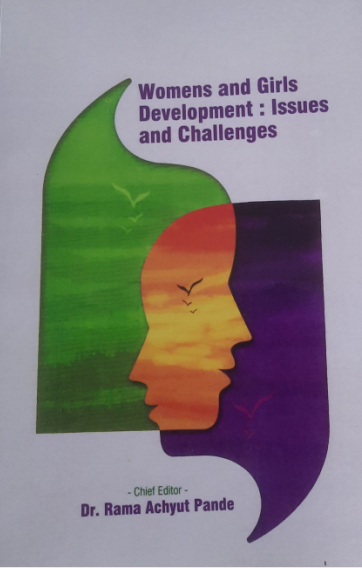 Womens and Girls
Development : Issues
and Challenges
- Chief Editor -
Dr. Rama Achyut Pande